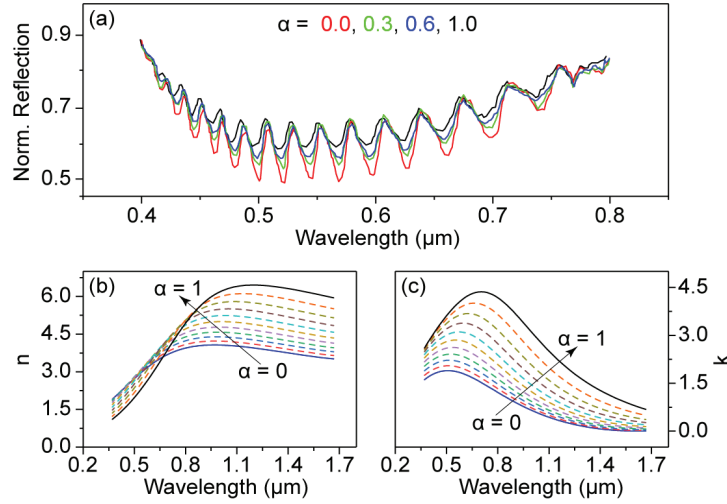 (a)
α = 0.0, 0.3, 0.6, 1.0
Norm. Reflection
0.9
0.7
0.5
0.4 0.5 0.6 0.7 0.8
Wavelength (µm)
(b)
α = 1
α = 0
n
6.0
4.5
3.0
1.5
0.0
0.2 0.5 0.8 1.1 1.4 1.7
Wavelength (µm)
(c)
α = 1
α = 0
k
4.5
3.0
1.5
0.0
0.2 0.5 0.8 1.1 1.4 1.7
Wavelength (µm)